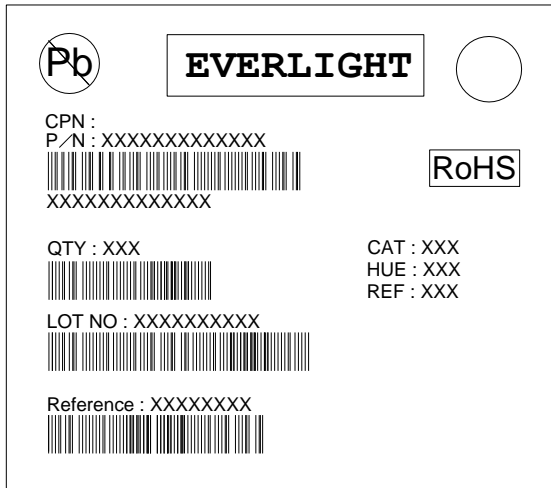 Pb
EVERLIGHT
CPN :
P/N : XXXXXXXXXXXXX
RoHS
XXXXXXXXXXXXX
QTY : XXX
CAT : XXX
HUE : XXX
REF : XXX
LOT NO : XXXXXXXXXX
Reference : XXXXXXXX